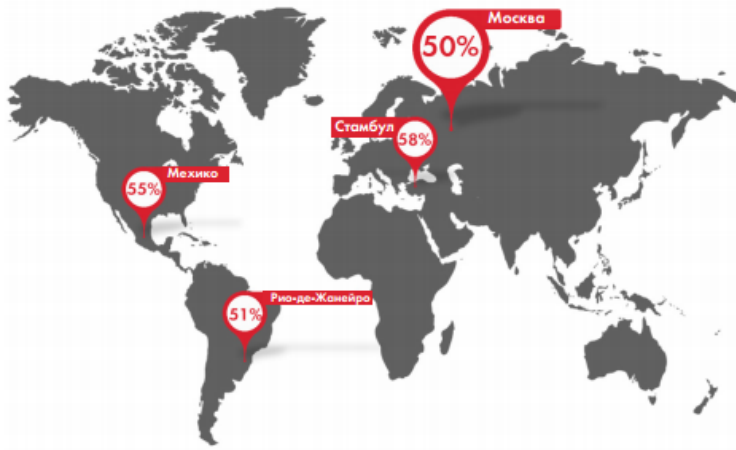 Москва
50%
Стамбул
58%
Мехико
55%
Рио-де-Жанейро
51%